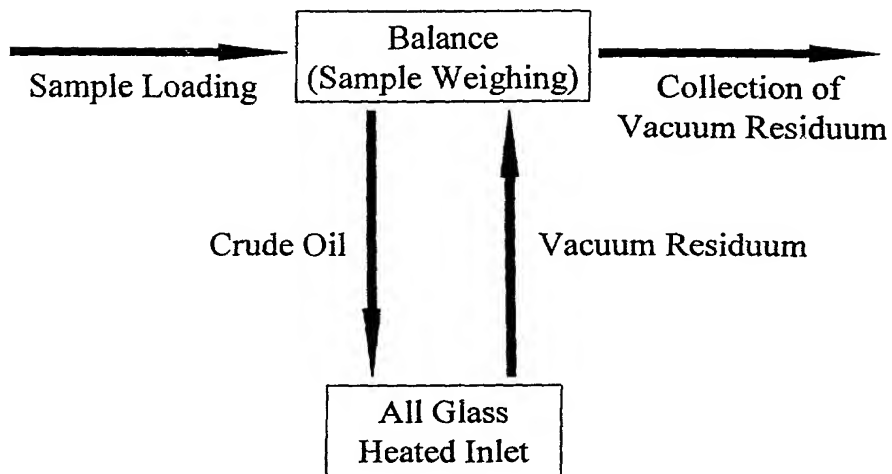 Balance
(Sample Weighing)
Sample Loading
Collection of
Vacuum Residuum
Crude Oil
Vacuum Residuum
All Glass
Heated Inlet